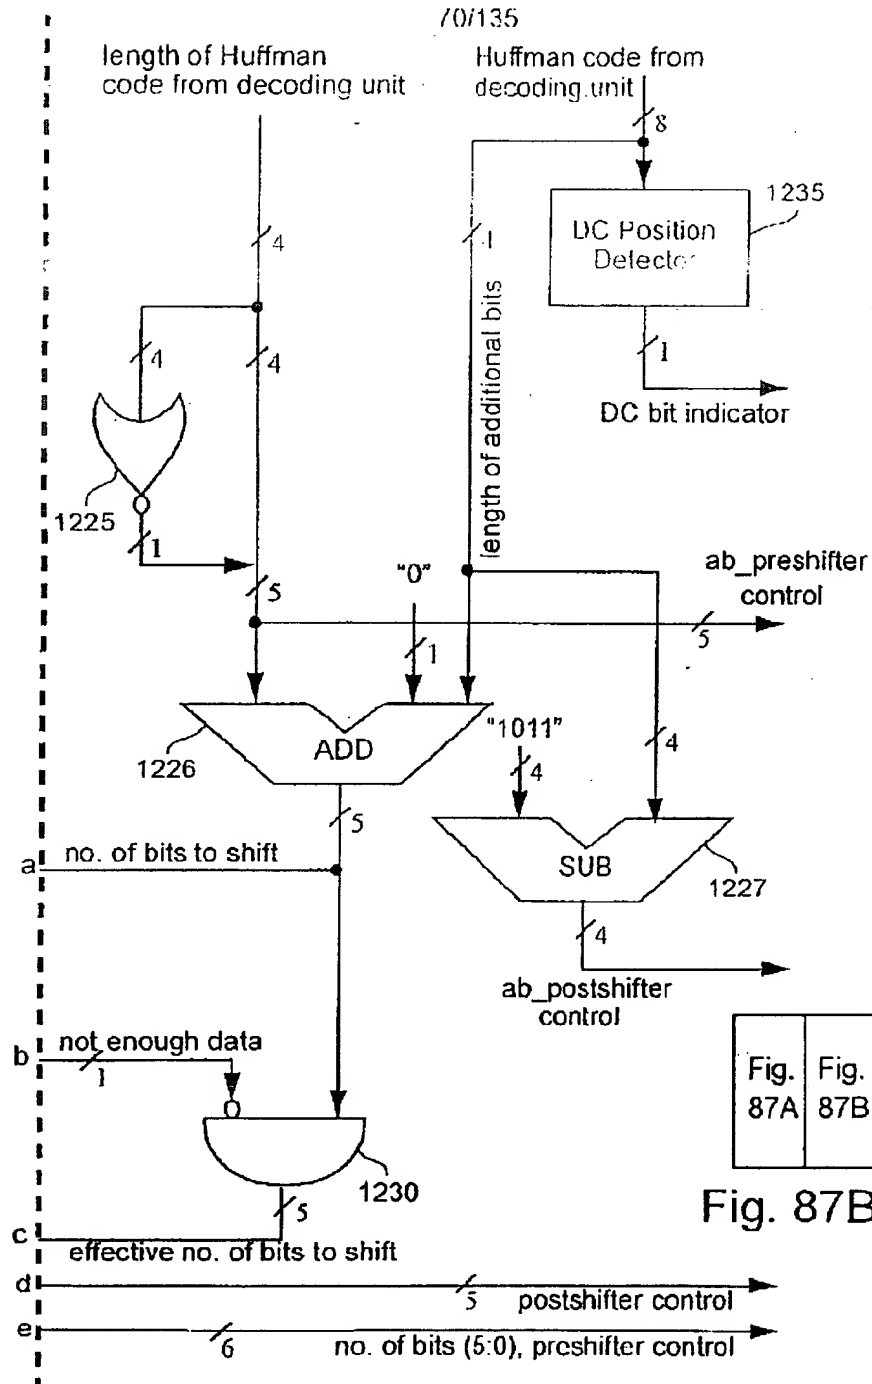 70/135
length of Huffman
code from decoding unit
Huffman code from
decoding unit
8
1235
DC Position
Detector
4
4
length of additional bits
4
4
1
DC bit indicator
1225
1
5
"0"
1
ab_preshifter
control
5
ADD
1226
"1011"
4
4
5
SUB
1227
a
no. of bits to shift
4
ab_postshifter
control
b
not enough data
1
Fig.
87A
Fig.
87B
1230
5
Fig. 87B
c
effective no. of bits to shift
d
5
postshifter control
e
6
no. of bits (5:0), preshifter control